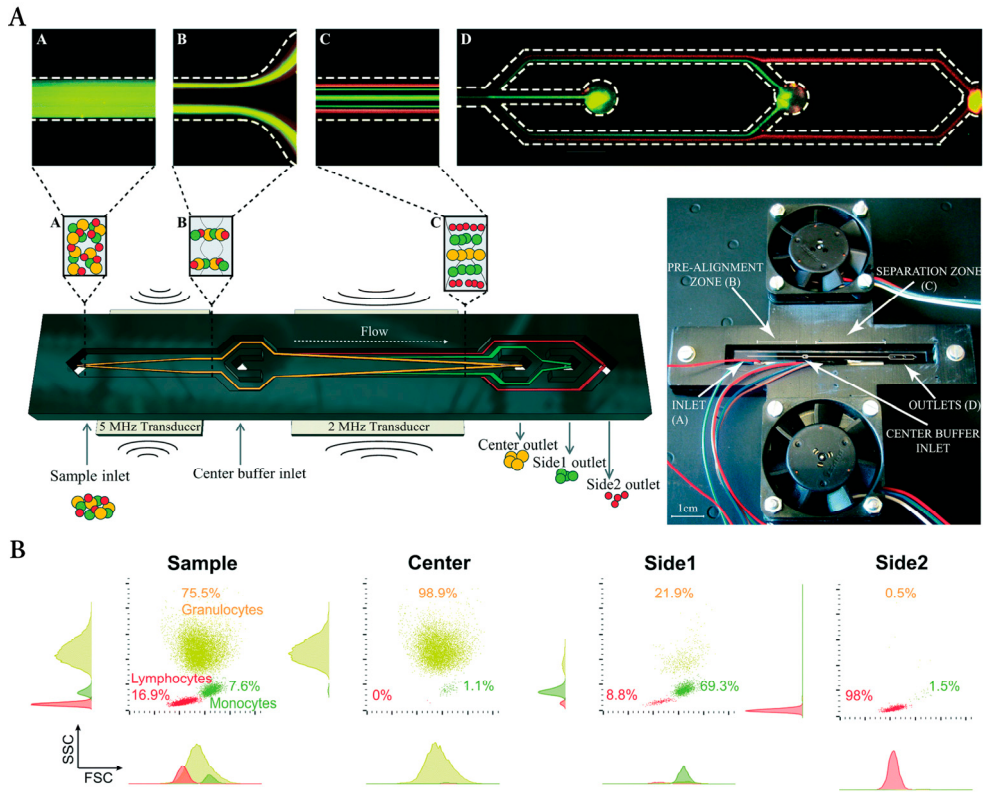 A
A
B
C
D
A
B
C
Flow
5 MHz Transducer
2 MHz Transducer
Sample inlet
Center buffer inlet
Center outlet
Side1 outlet
Side2 outlet
PRE-ALIGNMENT
ZONE (B)
SEPARATION ZONE
(C)
INLET
(A)
OUTLETS (D)
CENTER BUFFER
INLET
1cm
B
Sample
Center
Side1
Side2
75.5%
Granulocytes
Lymphocytes
16.9%
7.6%
Monocytes
98.9%
0%
1.1%
21.9%
8.8%
69.3%
0.5%
98%
1.5%
SSC
FSC